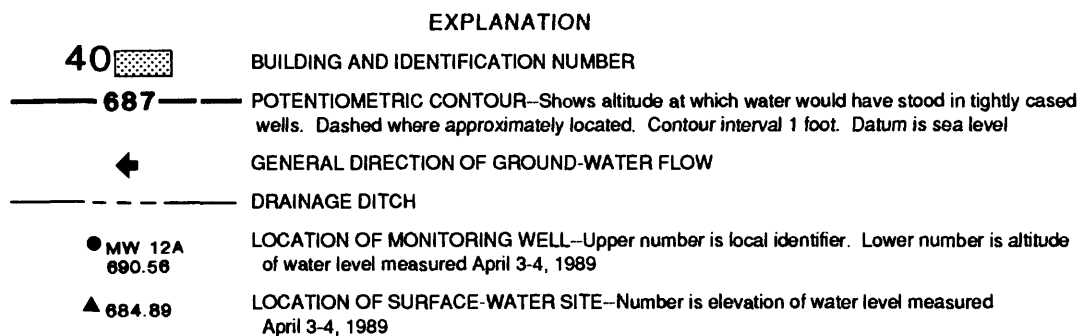 EXPLANATION
40 BUILDING AND IDENTIFICATION NUMBER
687 POTENTIOMETRIC CONTOUR--Shows altitude at which water would have stood in tightly cased
wells. Dashed where approximately located. Contour interval 1 foot. Datum is sea level
GENERAL DIRECTION OF GROUND-WATER FLOW
DRAINAGE DITCH
MW 12A LOCATION OF MONITORING WELL--Upper number is local identifier. Lower number is altitude
690.56 of water level measured April 3-4, 1989
684.89 LOCATION OF SURFACE-WATER SITE--Number is elevation of water level measured
April 3-4, 1989